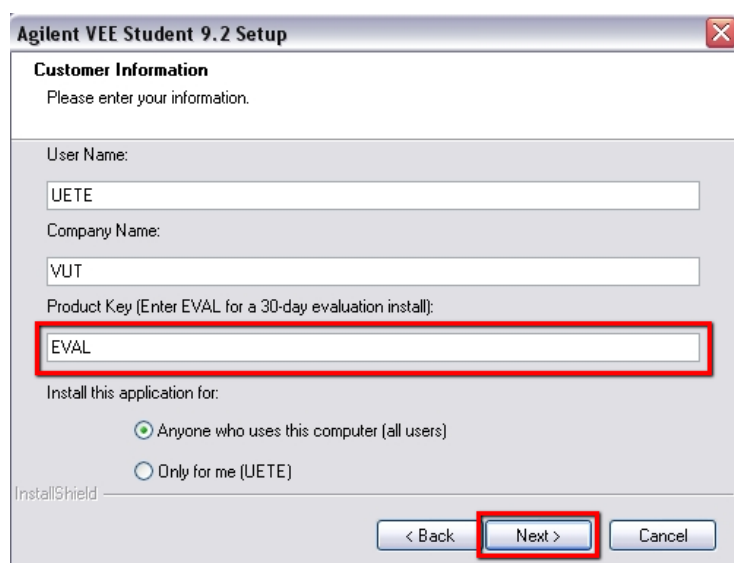 Agilent VEE Student 9.2 Setup
Customer Information
Please enter your information.
User Name:
UETE
Company Name:
VUT
Product Key (Enter EVAL for a 30-day evaluation install):
EVAL
Install this application for:
Anyone who uses this computer (all users)
Only for me (UETE)
InstallShield
< Back Next > Cancel